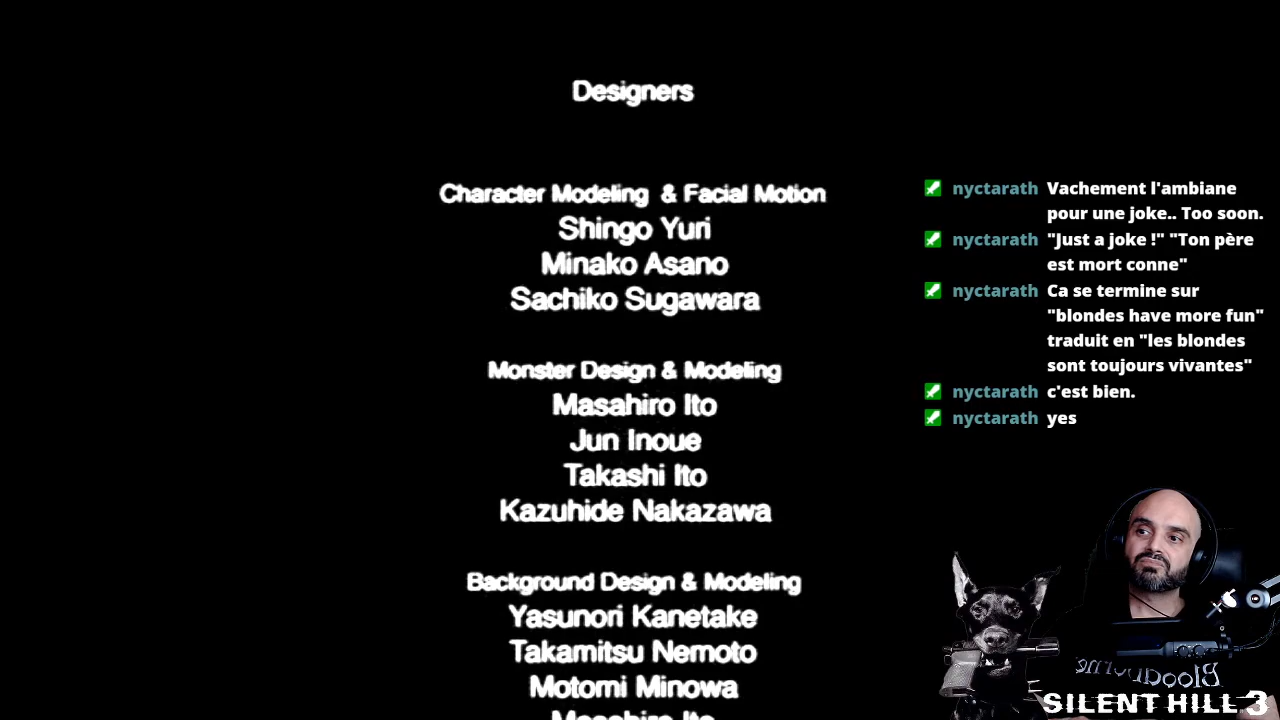 Designers
Character Modeling & Facial Motion
Shingo Yuri
Minako Asano
Sachiko Sugawara
Monster Design & Modeling
Masahiro Ito
Jun Inoue
Takashi Ito
Kazuhide Nakazawa
Background Design & Modeling
Yasunori Kanetake
Takamitsu Nemoto
Motomi Minowa
Masahiro Ito
nyctarath Vachement l'ambiane
pour une joke.. Too soon.
nyctarath "Just a joke !" "Ton père
est mort conne"
nyctarath Ca se termine sur
"blondes have more fun"
traduit en "les blondes
sont toujours vivantes"
nyctarath c'est bien.
nyctarath yes
Bloodborne
SILENT HILL 3